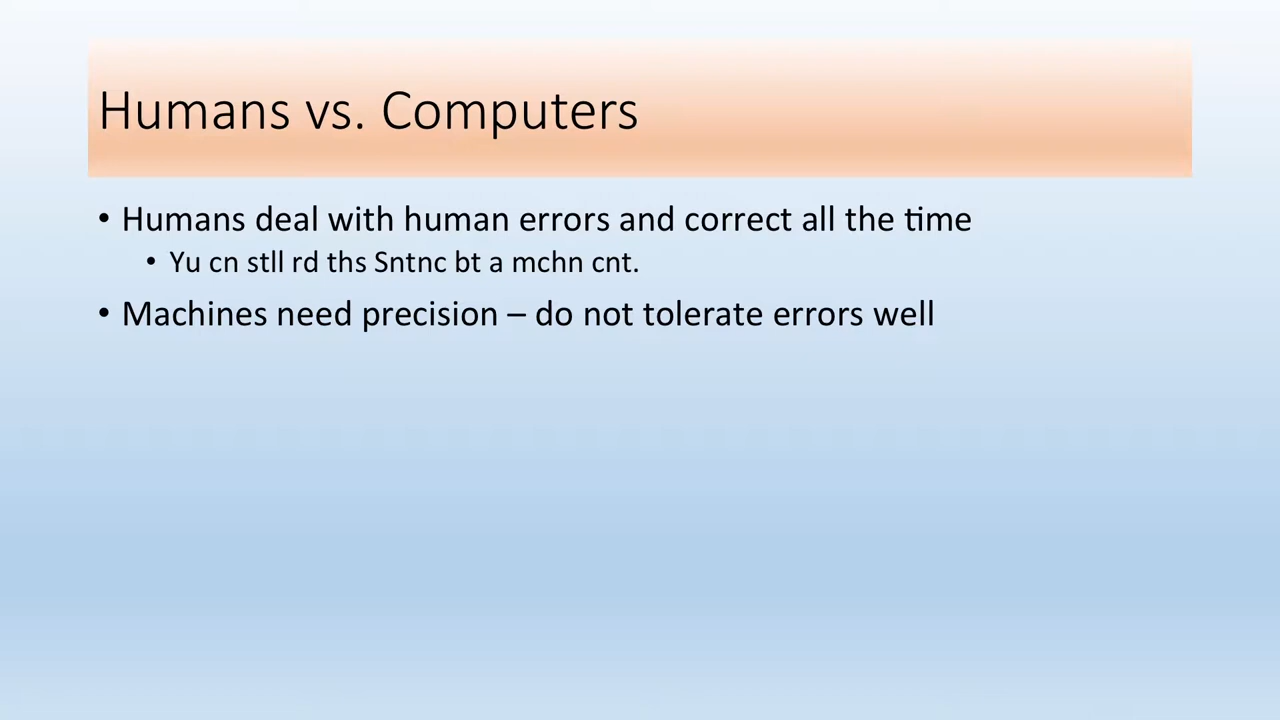 Humans vs. Computers
• Humans deal with human errors and correct all the time
• Yu cn stll rd ths Sntnc bt a mchn cnt.
• Machines need precision – do not tolerate errors well